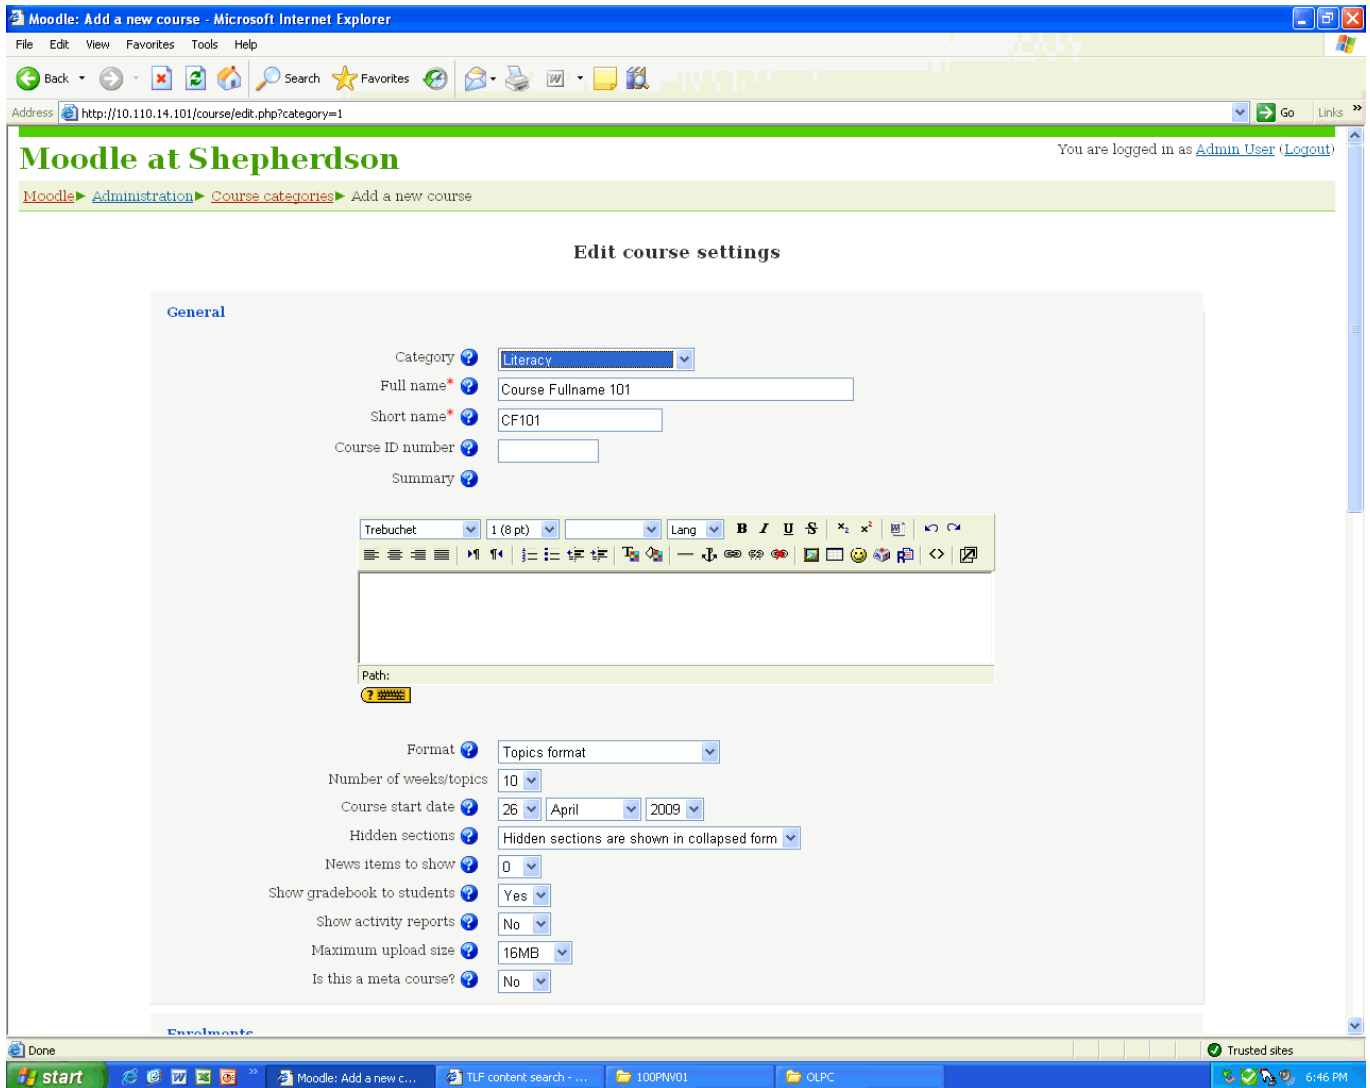 Moodle: Add a new course - Microsoft Internet Explorer
File Edit View Favorites Tools Help
Back Search Favorites
Address http://10.110.14.101/course/edit.php?category=1 Go Links »
Moodle at Shepherdson
You are logged in as Admin User (Logout)
Moodle► Administration► Course categories► Add a new course
Edit course settings
General
Category ? Literacy
Full name* ? Course Fullname 101
Short name* ? CF101
Course ID number ?
Summary ?
Trebuchet 1 (8 pt) Lang B I U S x₂ x²
Path:
?
Format ? Topics format
Number of weeks/topics 10
Course start date ? 26 April 2009
Hidden sections ? Hidden sections are shown in collapsed form
News items to show ? 0
Show gradebook to students ? Yes
Show activity reports ? No
Maximum upload size ? 16MB
Is this a meta course? ? No
Enrolments
Done Trusted sites
start » Moodle: Add a new c... TLF content search - ... 100PNV01 OLPC 6:46 PM